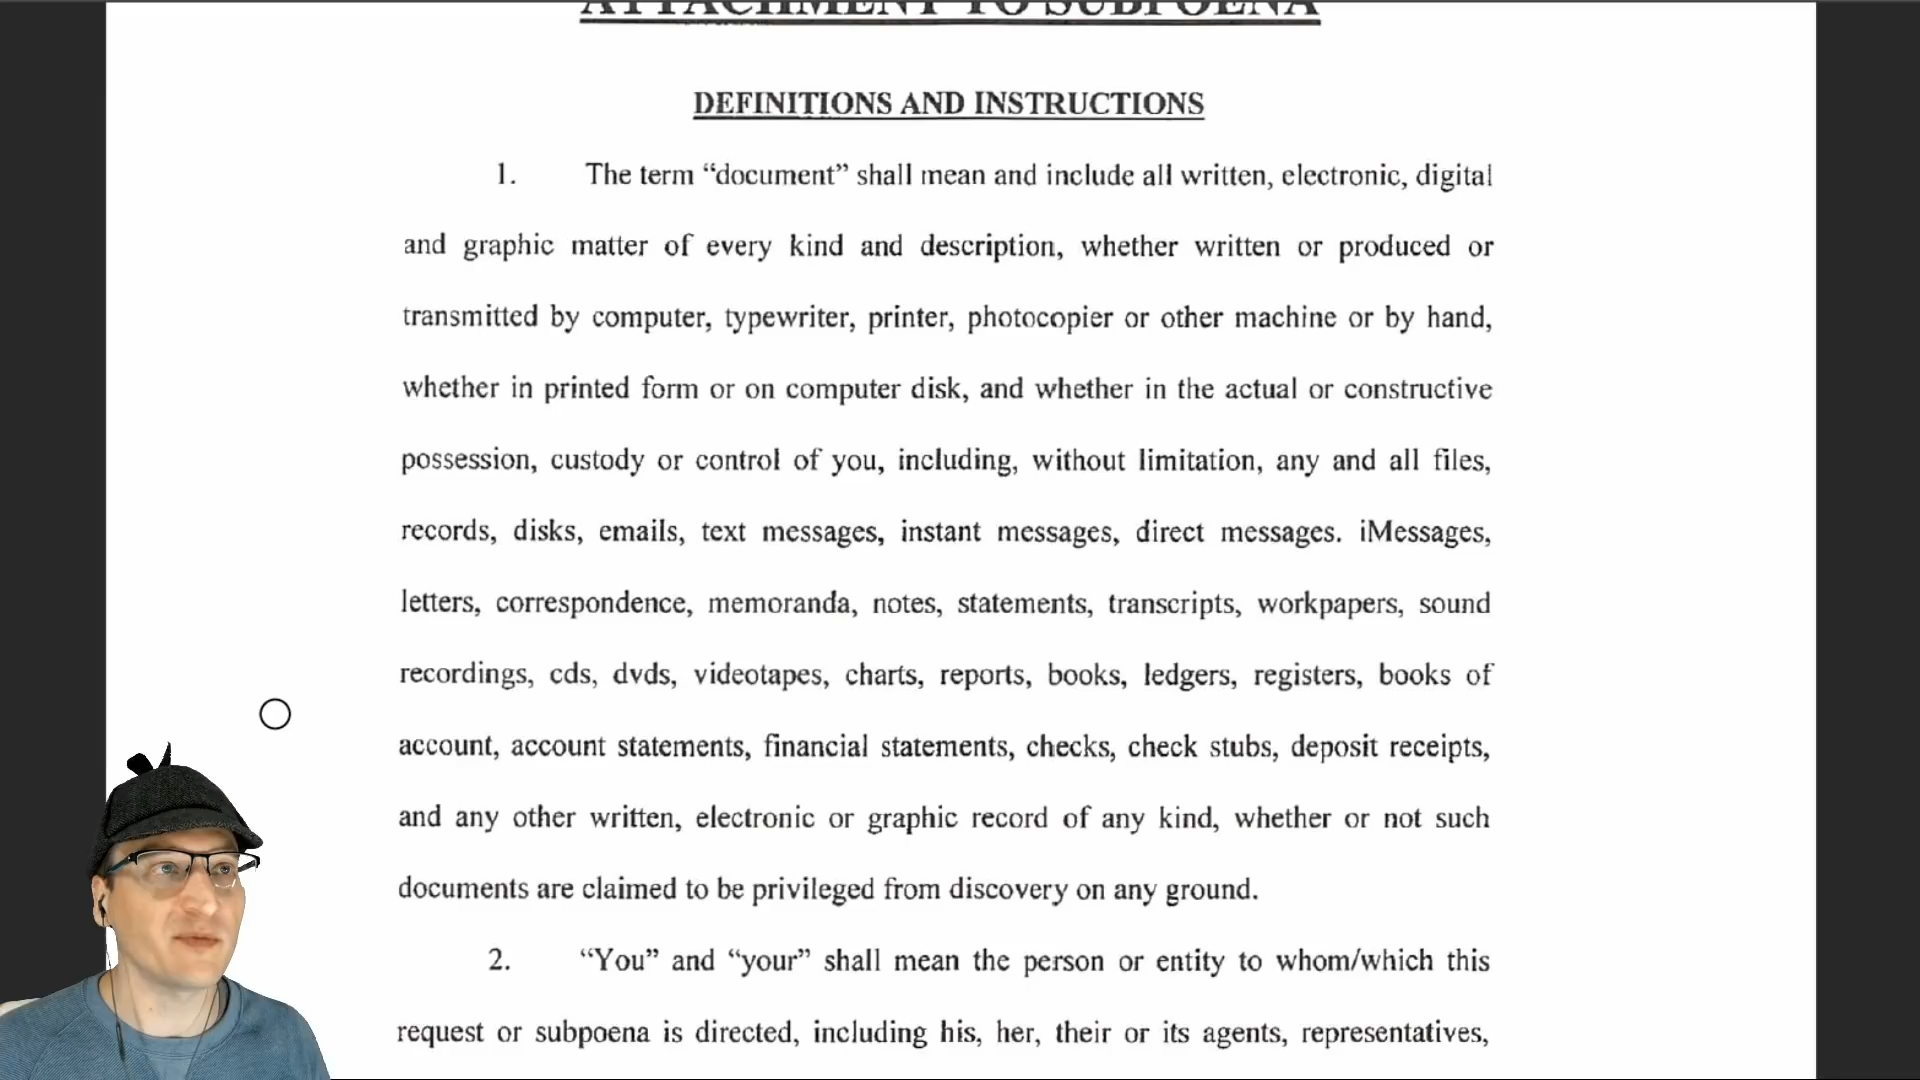 ATTACHMENT TO SUBPOENA
DEFINITIONS AND INSTRUCTIONS
1. The term “document” shall mean and include all written, electronic, digital
and graphic matter of every kind and description, whether written or produced or
transmitted by computer, typewriter, printer, photocopier or other machine or by hand,
whether in printed form or on computer disk, and whether in the actual or constructive
possession, custody or control of you, including, without limitation, any and all files,
records, disks, emails, text messages, instant messages, direct messages. iMessages,
letters, correspondence, memoranda, notes, statements, transcripts, workpapers, sound
recordings, cds, dvds, videotapes, charts, reports, books, ledgers, registers, books of
account, account statements, financial statements, checks, check stubs, deposit receipts,
and any other written, electronic or graphic record of any kind, whether or not such
documents are claimed to be privileged from discovery on any ground.
2. “You” and “your” shall mean the person or entity to whom/which this
request or subpoena is directed, including his, her, their or its agents, representatives,